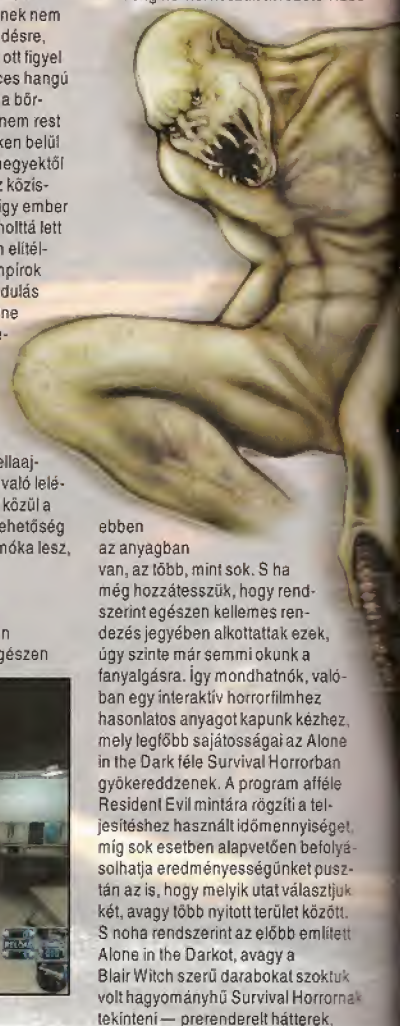 nek nem
désre,
ott figyel
ces hangú
a bőr-
nem rest
ken belül
negyektől
z közis-
így ember
holttá lett
n elítél-
npírok
dulás
ne
e-
ellaaj-
való lelé-
közül a
ehetőség
móka lesz,
n
gészen
RELOAD
ebben
az anyagban
van, az több, mint sok. S ha
még hozzátesszük, hogy rend-
szerint egészen kellemes ren-
dezés jegyében alkottattak ezek,
úgy szinte már semmi okunk a
fanyalgásra. Így mondhatnók, való-
ban egy interaktív horrorfilmhez
hasonlatos anyagot kapunk kézhez,
mely legfőbb sajátosságai az Alone
in the Dark féle Survival Horrorban
gyökereddzenek. A program afféle
Resident Evil mintára rögzíti a tel-
jesítéshez használt időmennyiséget,
míg sok esetben alapvetően befolyá-
solhatja eredményességünket pusz-
tán az is, hogy melyik utat választjuk
két, avagy több nyitott terület között.
S noha rendszerint az előbb említett
Alone in the Darkot, avagy a
Blair Witch szerű darabokat szoktuk
volt hagyományhű Survival Horrornak
tekinteni — prerenderelt hátterek,